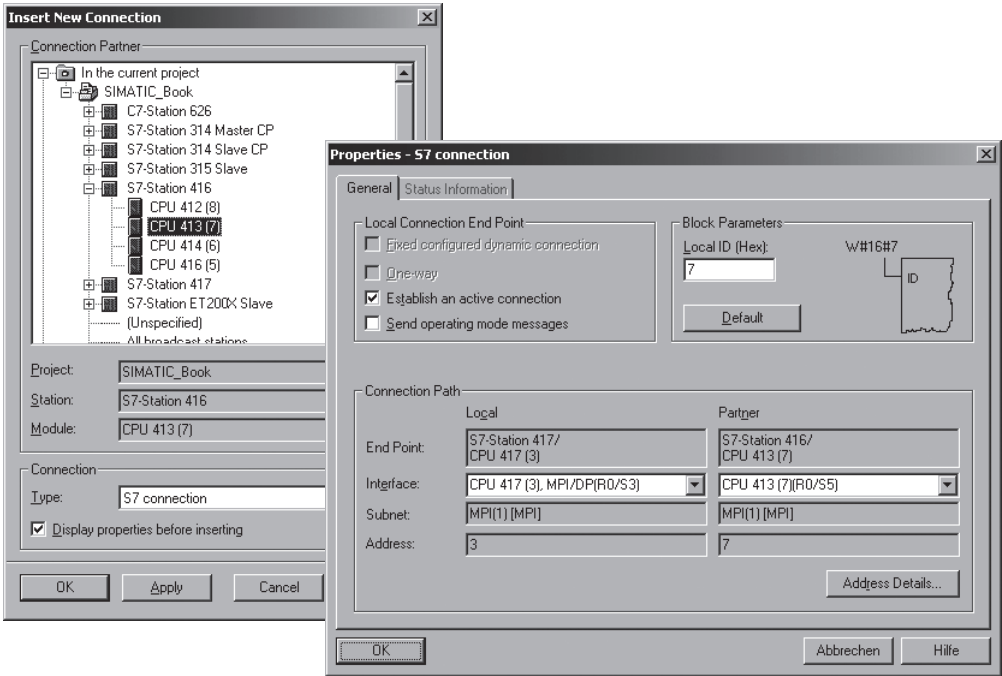 Insert New Connection
Connection Partner
In the current project
SIMATIC_Book
C7-Station 626
S7-Station 314 Master CP
S7-Station 314 Slave CP
S7-Station 315 Slave
S7-Station 416
CPU 412 (8)
CPU 413 (7)
CPU 414 (6)
CPU 416 (5)
S7-Station 417
S7-Station ET200X Slave
(Unspecified)
All broadcast stations
Project: SIMATIC_Book
Station: S7-Station 416
Module: CPU 413 (7)
Connection
Type: S7 connection
Display properties before inserting
OK Apply Cancel
Properties - S7 connection
General Status Information
Local Connection End Point
Fixed configured dynamic connection
One-way
Establish an active connection
Send operating mode messages
Block Parameters
Local ID (Hex): W#16#7
7
ID
Default
Connection Path
Local Partner
End Point: S7-Station 417/ S7-Station 416/
CPU 417 (3) CPU 413 (7)
Interface: CPU 417 (3), MPI/DP(R0/S3) CPU 413 (7)(R0/S5)
Subnet: MPI(1) [MPI] MPI(1) [MPI]
Address: 3 7
Address Details...
OK Abbrechen Hilfe